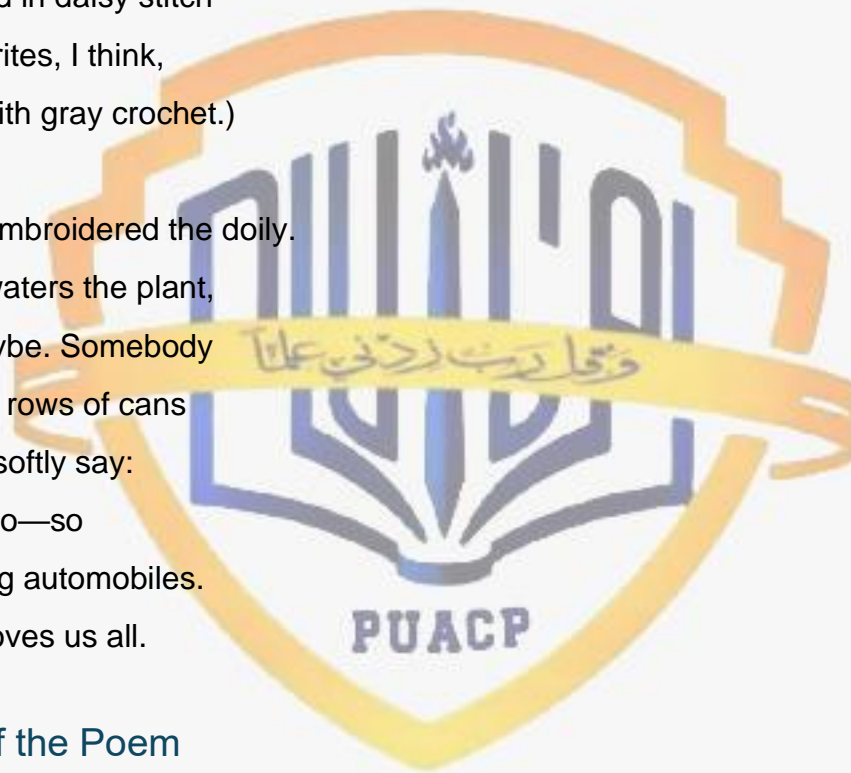 d in daisy stitch
rites, I think,
ith gray crochet.)
mbroidered the doily.
waters the plant,
ybe. Somebody
rows of cans
softly say:
o—so
g automobiles.
oves us all.
وَقُل رَّبِّ زِدْنِي عِلْمًا
PUACP
f the Poem